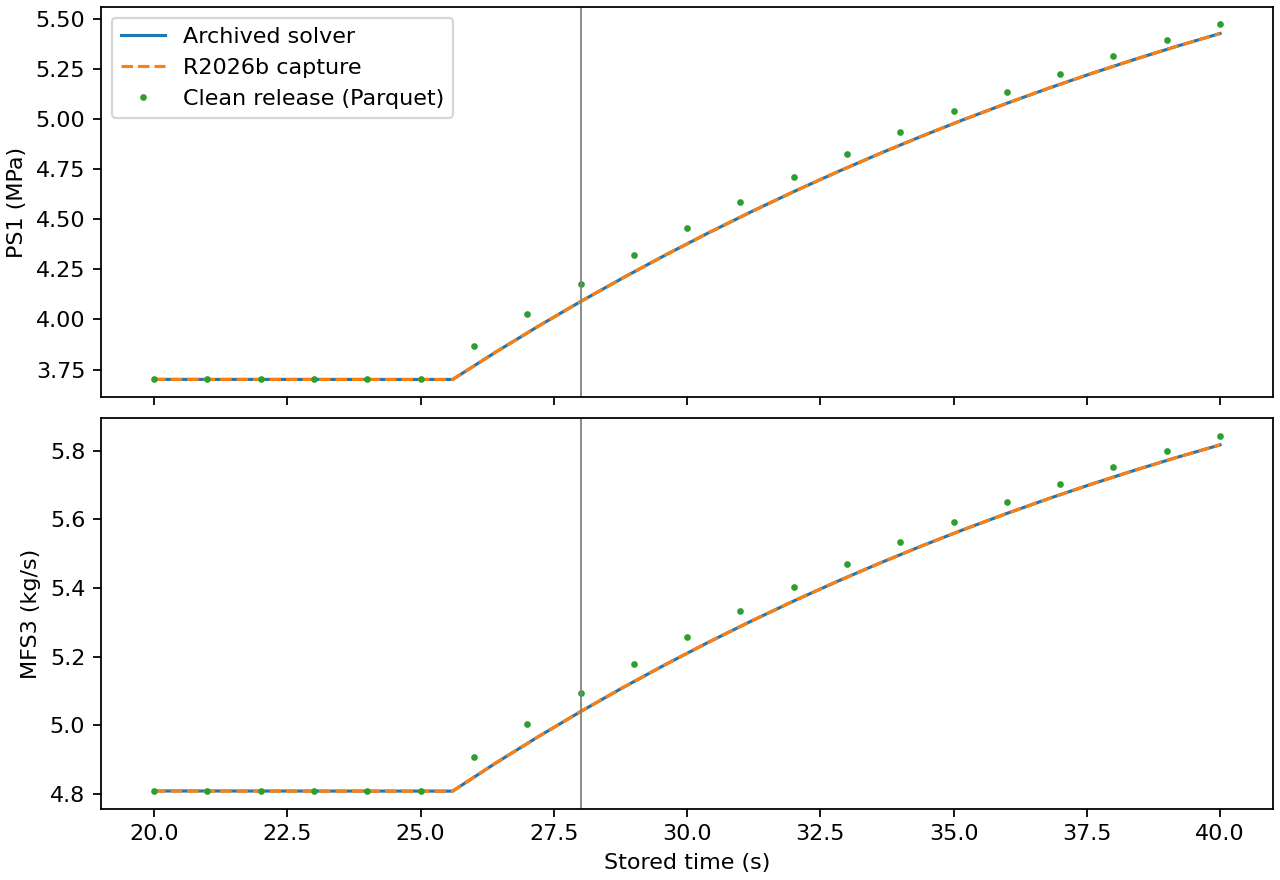 5.50
5.25
5.00
4.75
4.50
4.25
4.00
3.75
PS1 (MPa)
Archived solver
R2026b capture
Clean release (Parquet)
5.8
5.6
5.4
5.2
5.0
4.8
MFS3 (kg/s)
20.0 22.5 25.0 27.5 30.0 32.5 35.0 37.5 40.0
Stored time (s)